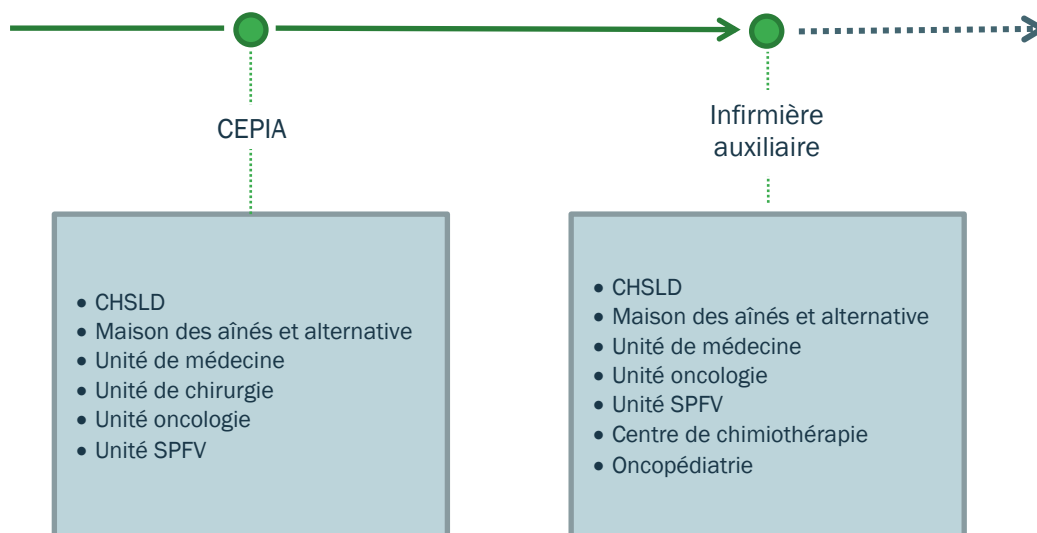 CEPIA
Infirmière
auxiliaire
• CHSLD
• Maison des aînés et alternative
• Unité de médecine
• Unité de chirurgie
• Unité oncologie
• Unité SPFV
• CHSLD
• Maison des aînés et alternative
• Unité de médecine
• Unité oncologie
• Unité SPFV
• Centre de chimiothérapie
• Oncopédiatrie